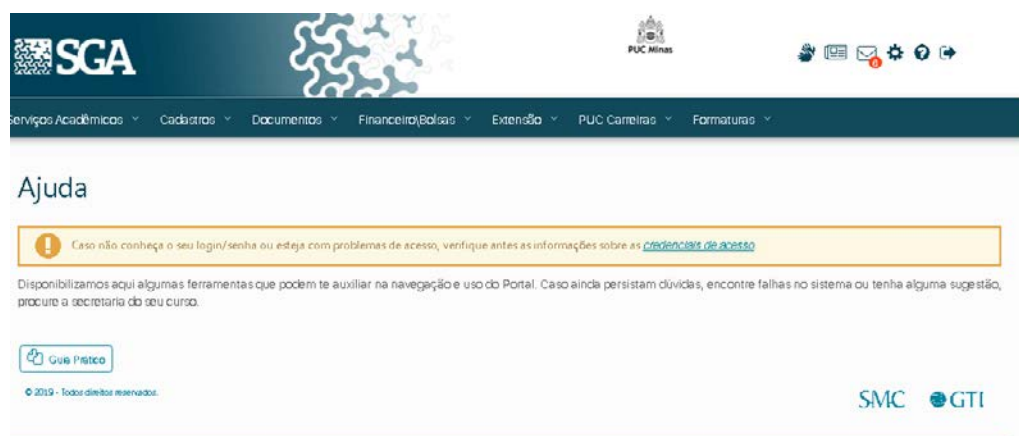 SGA
PUC Minas
Serviços Acadêmicos Cadastros Documentos Financeiro\Bolsas Extensão PUC Carreiras Formaturas
Ajuda
Caso não conheça o seu login/senha ou esteja com problemas de acesso, verifique antes as informações sobre as credenciais de acesso
Disponibilizamos aqui algumas ferramentas que podem te auxiliar na navegação e uso do Portal. Caso ainda persistam dúvidas, encontre falhas no sistema ou tenha alguma sugestão,
procure a secretaria do seu curso.
Guia Prático
© 2019 - Todos direitos reservados.
SMC GTI